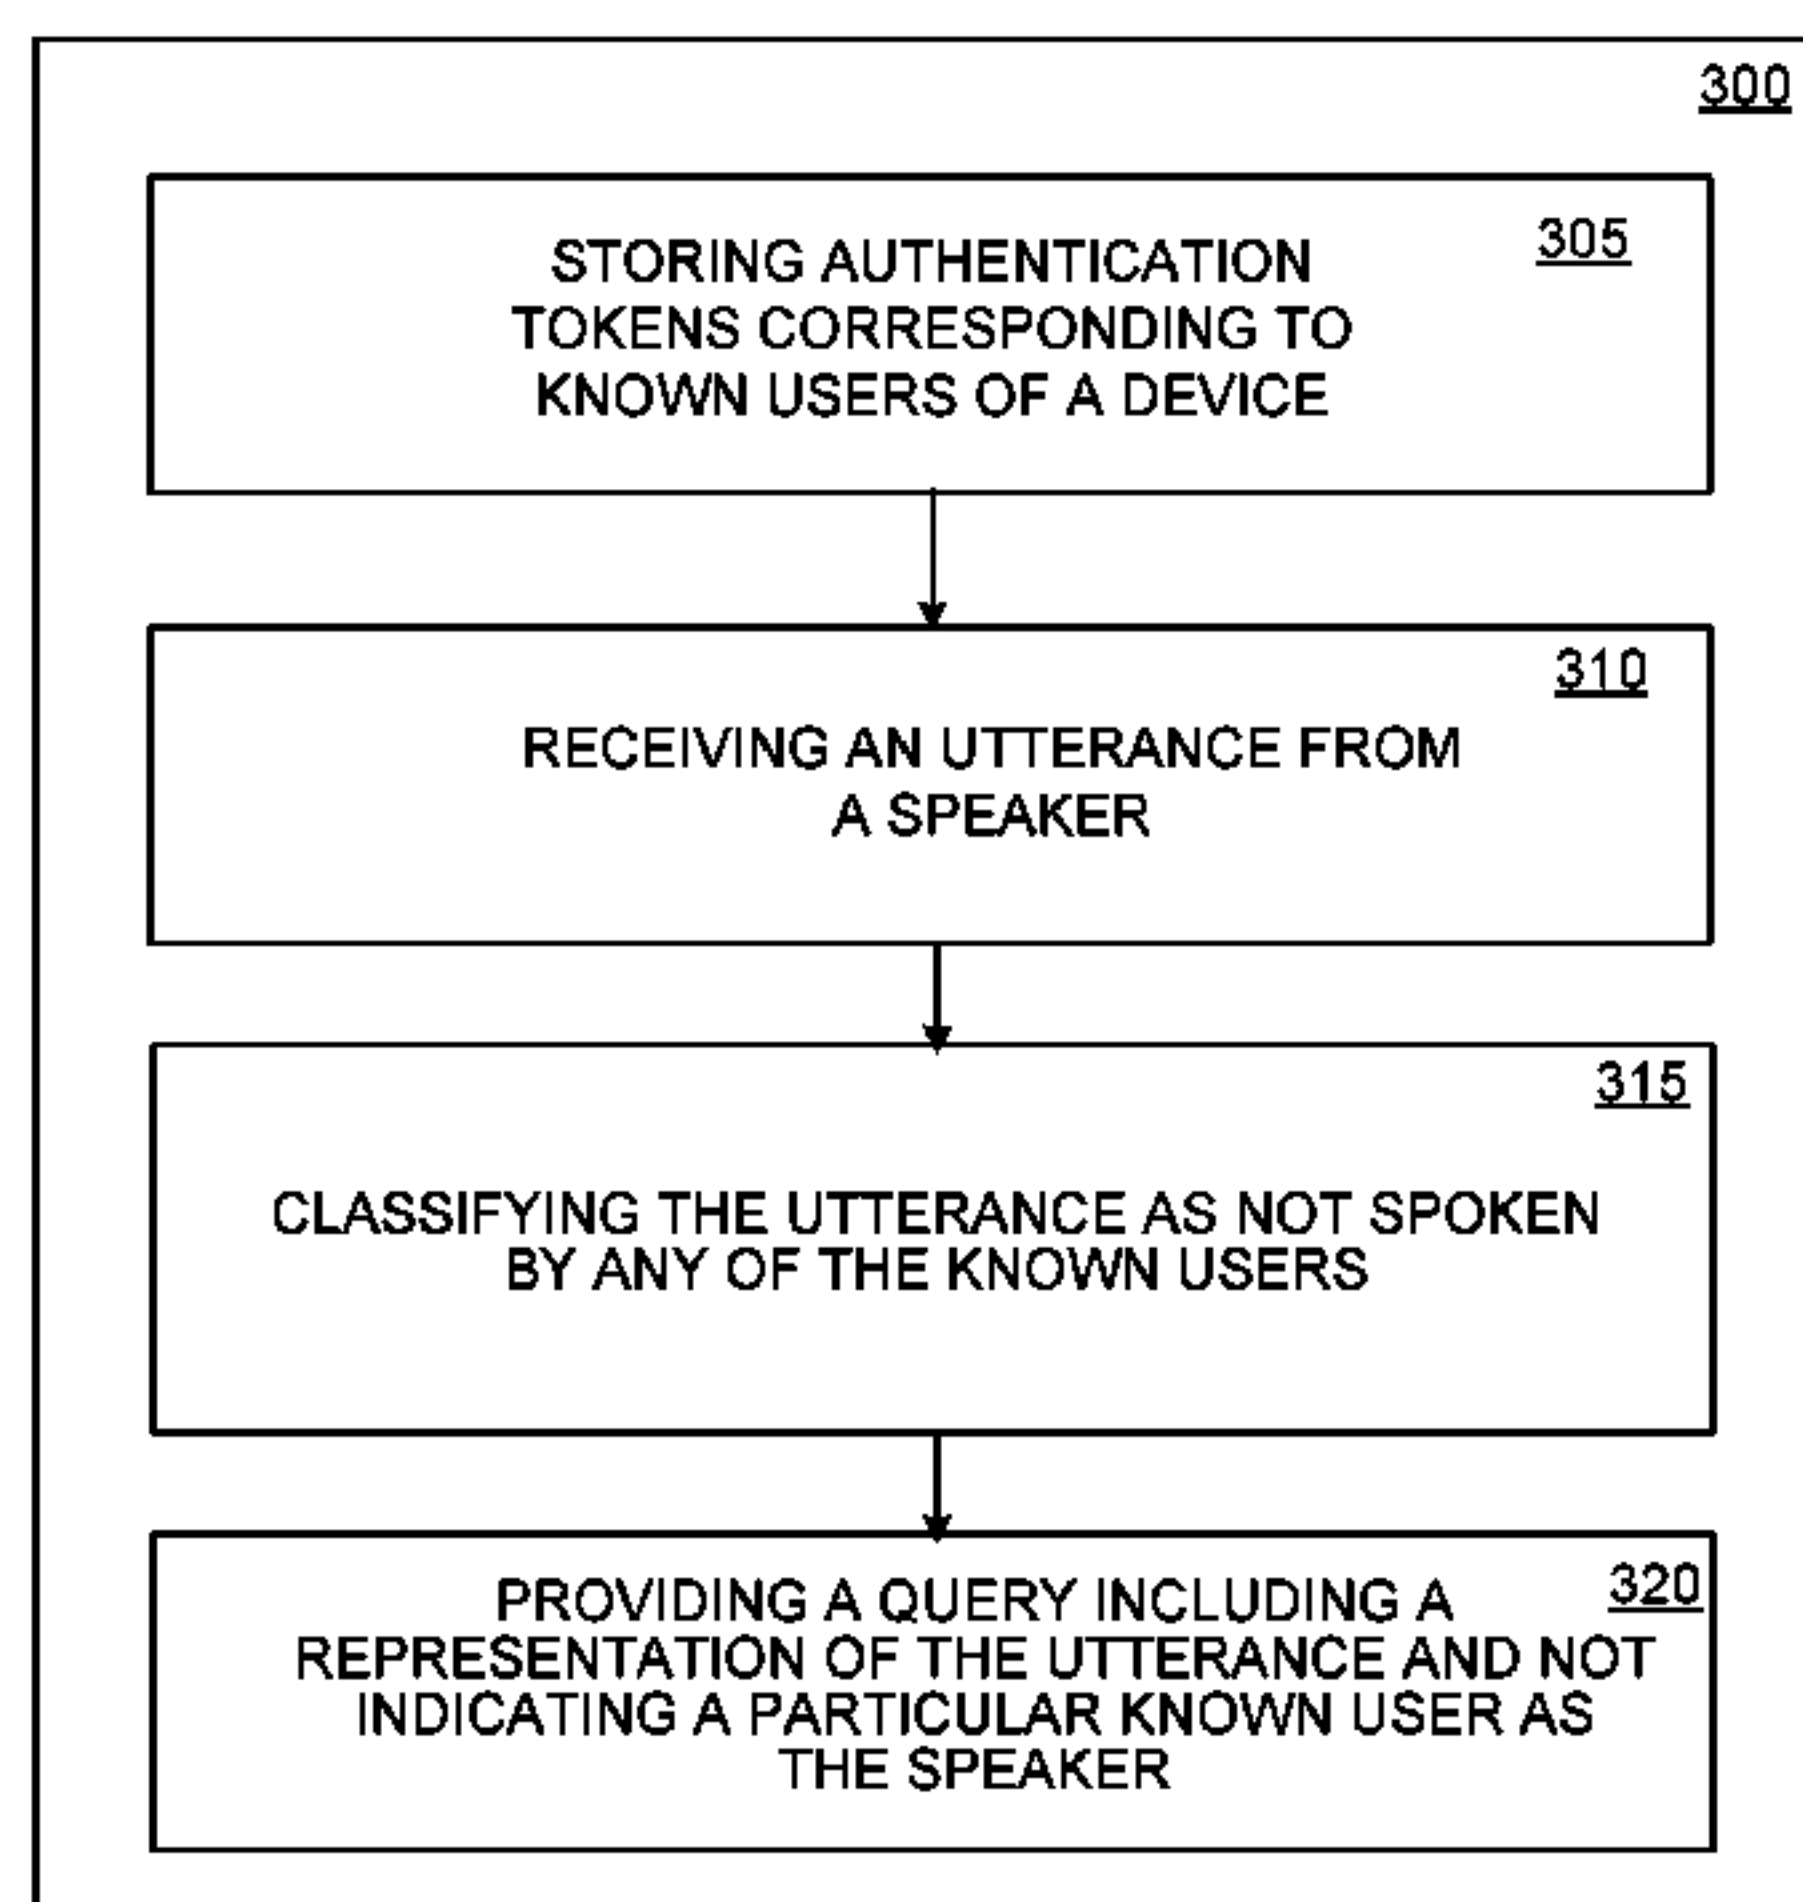 300
305
STORING AUTHENTICATION
TOKENS CORRESPONDING TO
KNOWN USERS OF A DEVICE
310
RECEIVING AN UTTERANCE FROM
A SPEAKER
315
CLASSIFYING THE UTTERANCE AS NOT SPOKEN
BY ANY OF THE KNOWN USERS
320
PROVIDING A QUERY INCLUDING A
REPRESENTATION OF THE UTTERANCE AND NOT
INDICATING A PARTICULAR KNOWN USER AS
THE SPEAKER